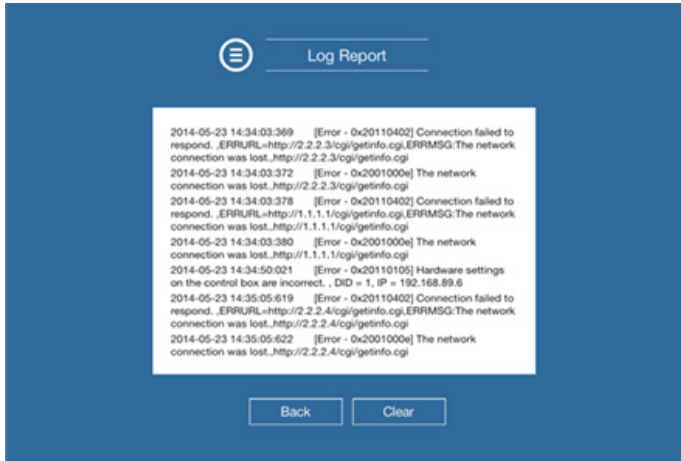 Log Report
2014-05-23 14:34:03:369 [Error - 0x20110402] Connection failed to
respond. ,ERRURL=http://2.2.2.3/cgi/getinfo.cgi,ERRMSG:The network
connection was lost.,http://2.2.2.3/cgi/getinfo.cgi
2014-05-23 14:34:03:372 [Error - 0x2001000e] The network
connection was lost.,http://2.2.2.3/cgi/getinfo.cgi
2014-05-23 14:34:03:378 [Error - 0x20110402] Connection failed to
respond. ,ERRURL=http://1.1.1.1/cgi/getinfo.cgi,ERRMSG:The network
connection was lost.,http://1.1.1.1/cgi/getinfo.cgi
2014-05-23 14:34:03:380 [Error - 0x2001000e] The network
connection was lost.,http://1.1.1.1/cgi/getinfo.cgi
2014-05-23 14:34:50:021 [Error - 0x20110105] Hardware settings
on the control box are incorrect. , DID = 1, IP = 192.168.89.6
2014-05-23 14:35:05:619 [Error - 0x20110402] Connection failed to
respond. ,ERRURL=http://2.2.2.4/cgi/getinfo.cgi,ERRMSG:The network
connection was lost.,http://2.2.2.4/cgi/getinfo.cgi
2014-05-23 14:35:05:622 [Error - 0x2001000e] The network
connection was lost.,http://2.2.2.4/cgi/getinfo.cgi
Back Clear